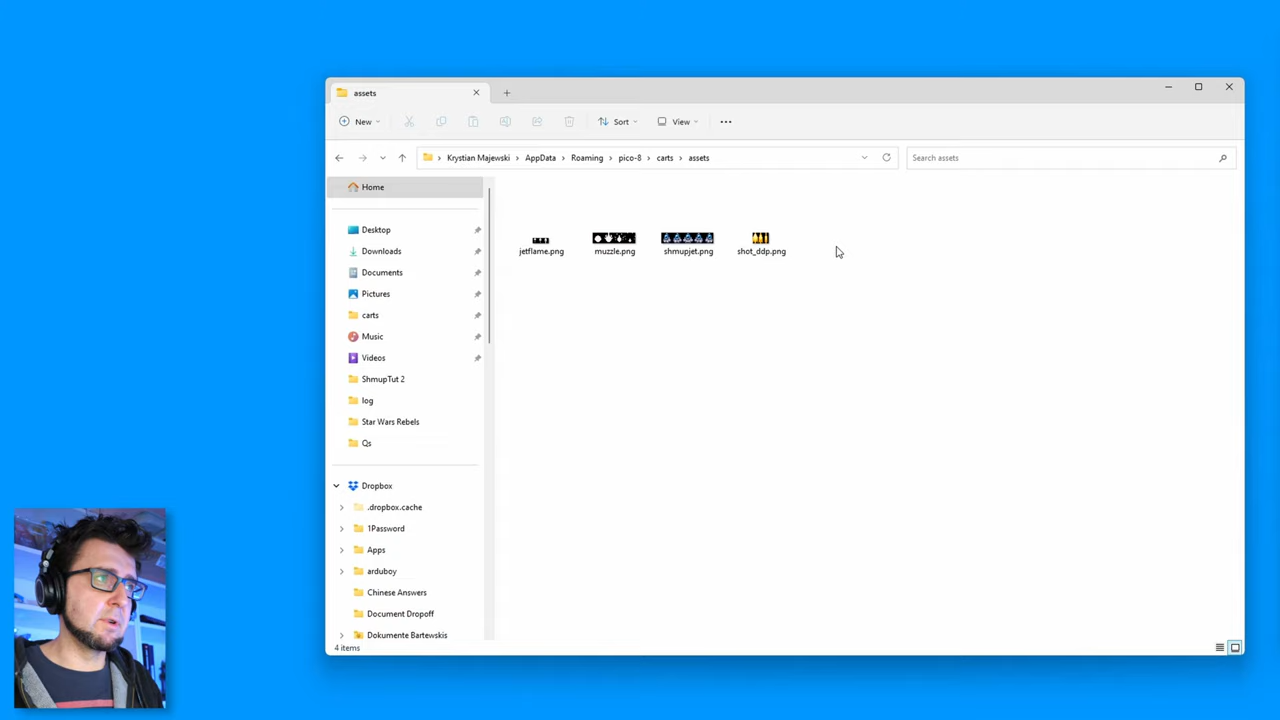 assets
New
Sort
View
Krystian Majewski > AppData > Roaming > pico-8 > carts > assets
Search assets
Home
Desktop
Downloads
Documents
Pictures
carts
Music
Videos
ShmupTut 2
log
Star Wars Rebels
Qs
Dropbox
.dropbox.cache
1Password
Apps
arduboy
Chinese Answers
Document Dropoff
Dokumente Bartewskis
jetflame.png
muzzle.png
shmupjet.png
shot_ddp.png
4 items